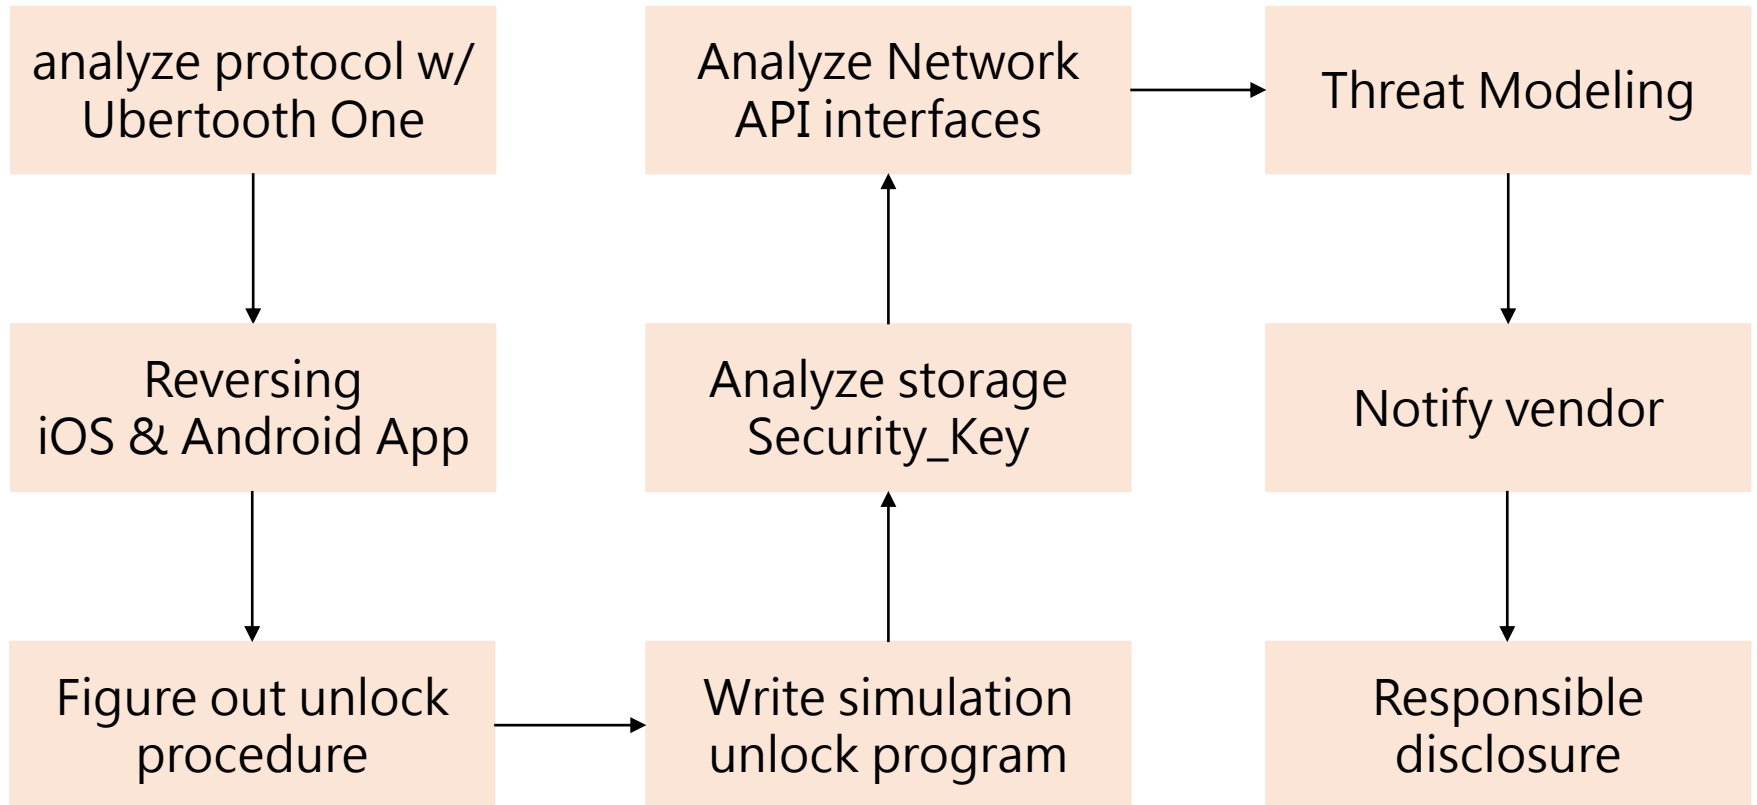 analyze protocol w/
Ubertooth One
Reversing
iOS & Android App
Figure out unlock
procedure
Write simulation
unlock program
Analyze storage
Security_Key
Analyze Network
API interfaces
Threat Modeling
Notify vendor
Responsible
disclosure